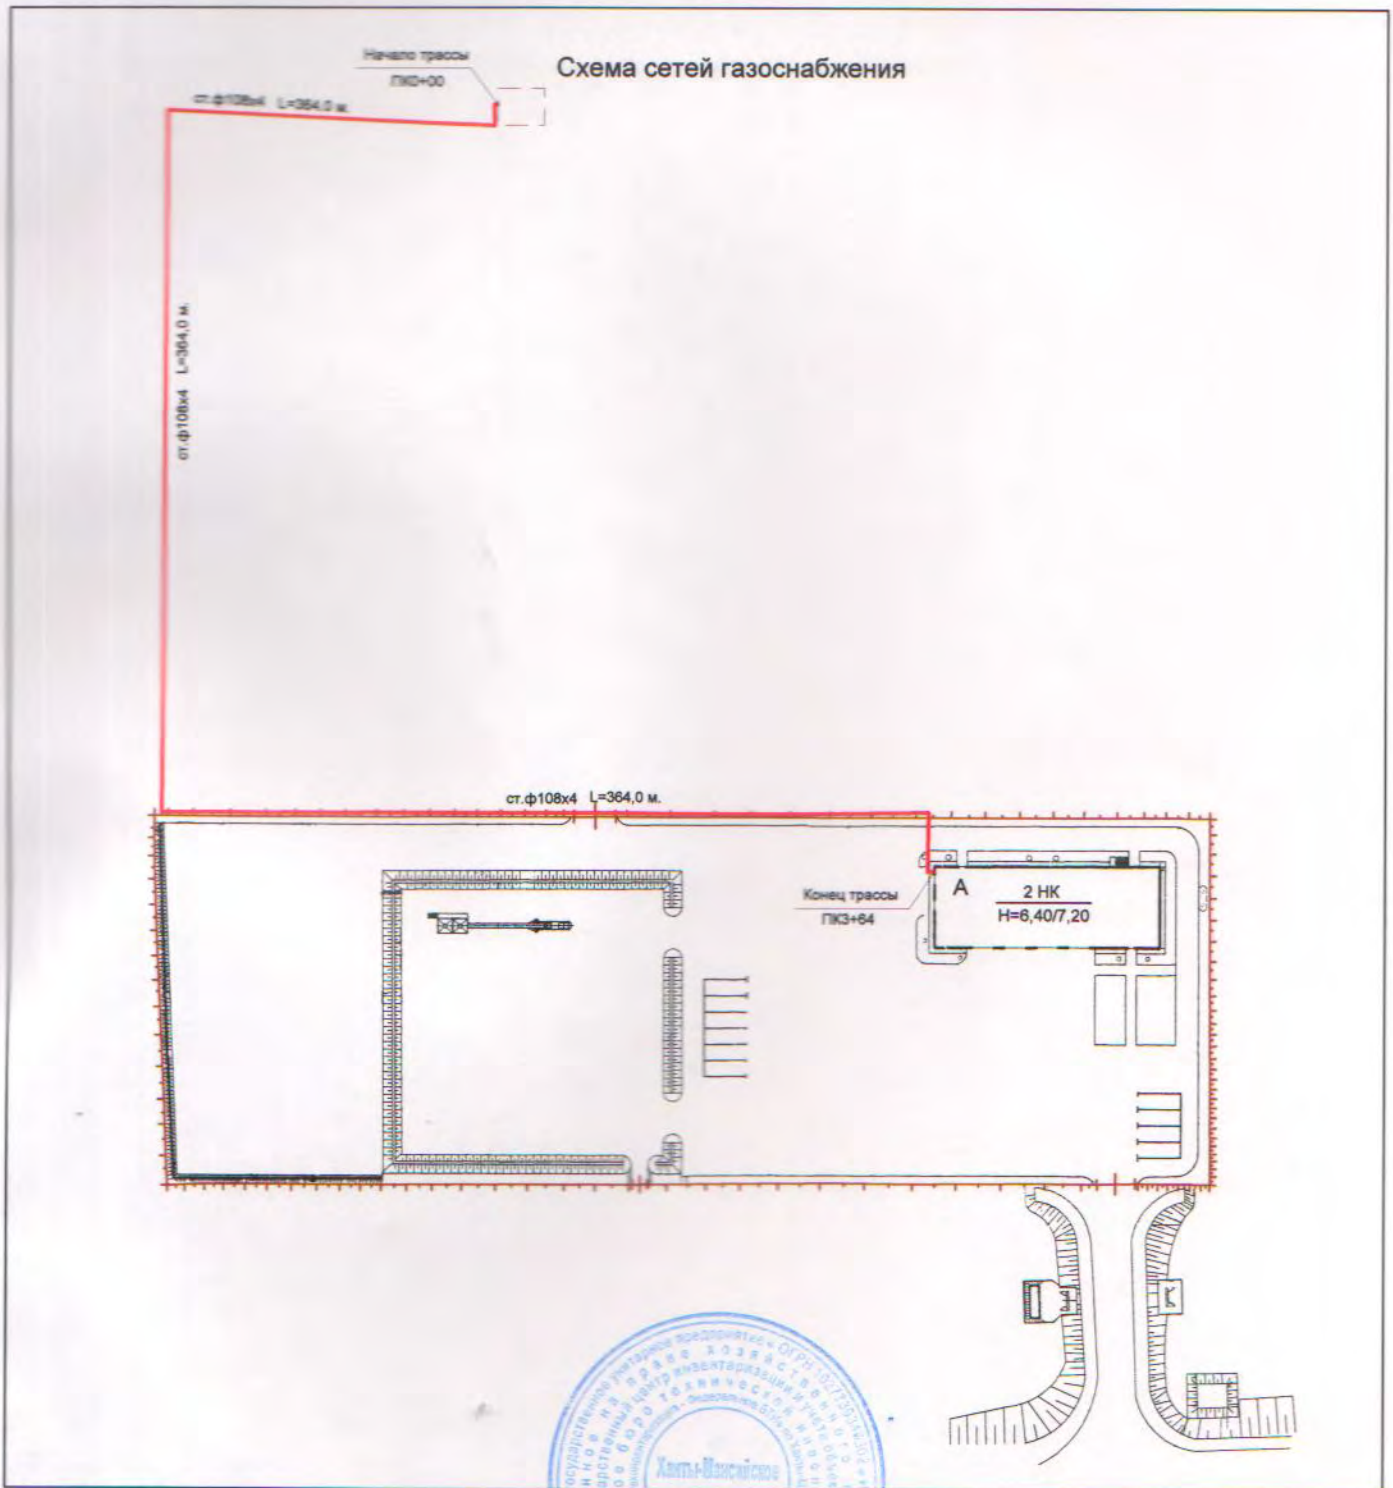 Начало трассы
ПК0+00
Схема сетей газоснабжения
ст.ф108х4 L=364,0 м.
ст.ф108х4 L=364,0 м.
ст.ф108х4 L=364,0 м.
Конец трассы
ПК3+64
А
2 НК
Н=6,40/7,20
Ханты-Мансийское